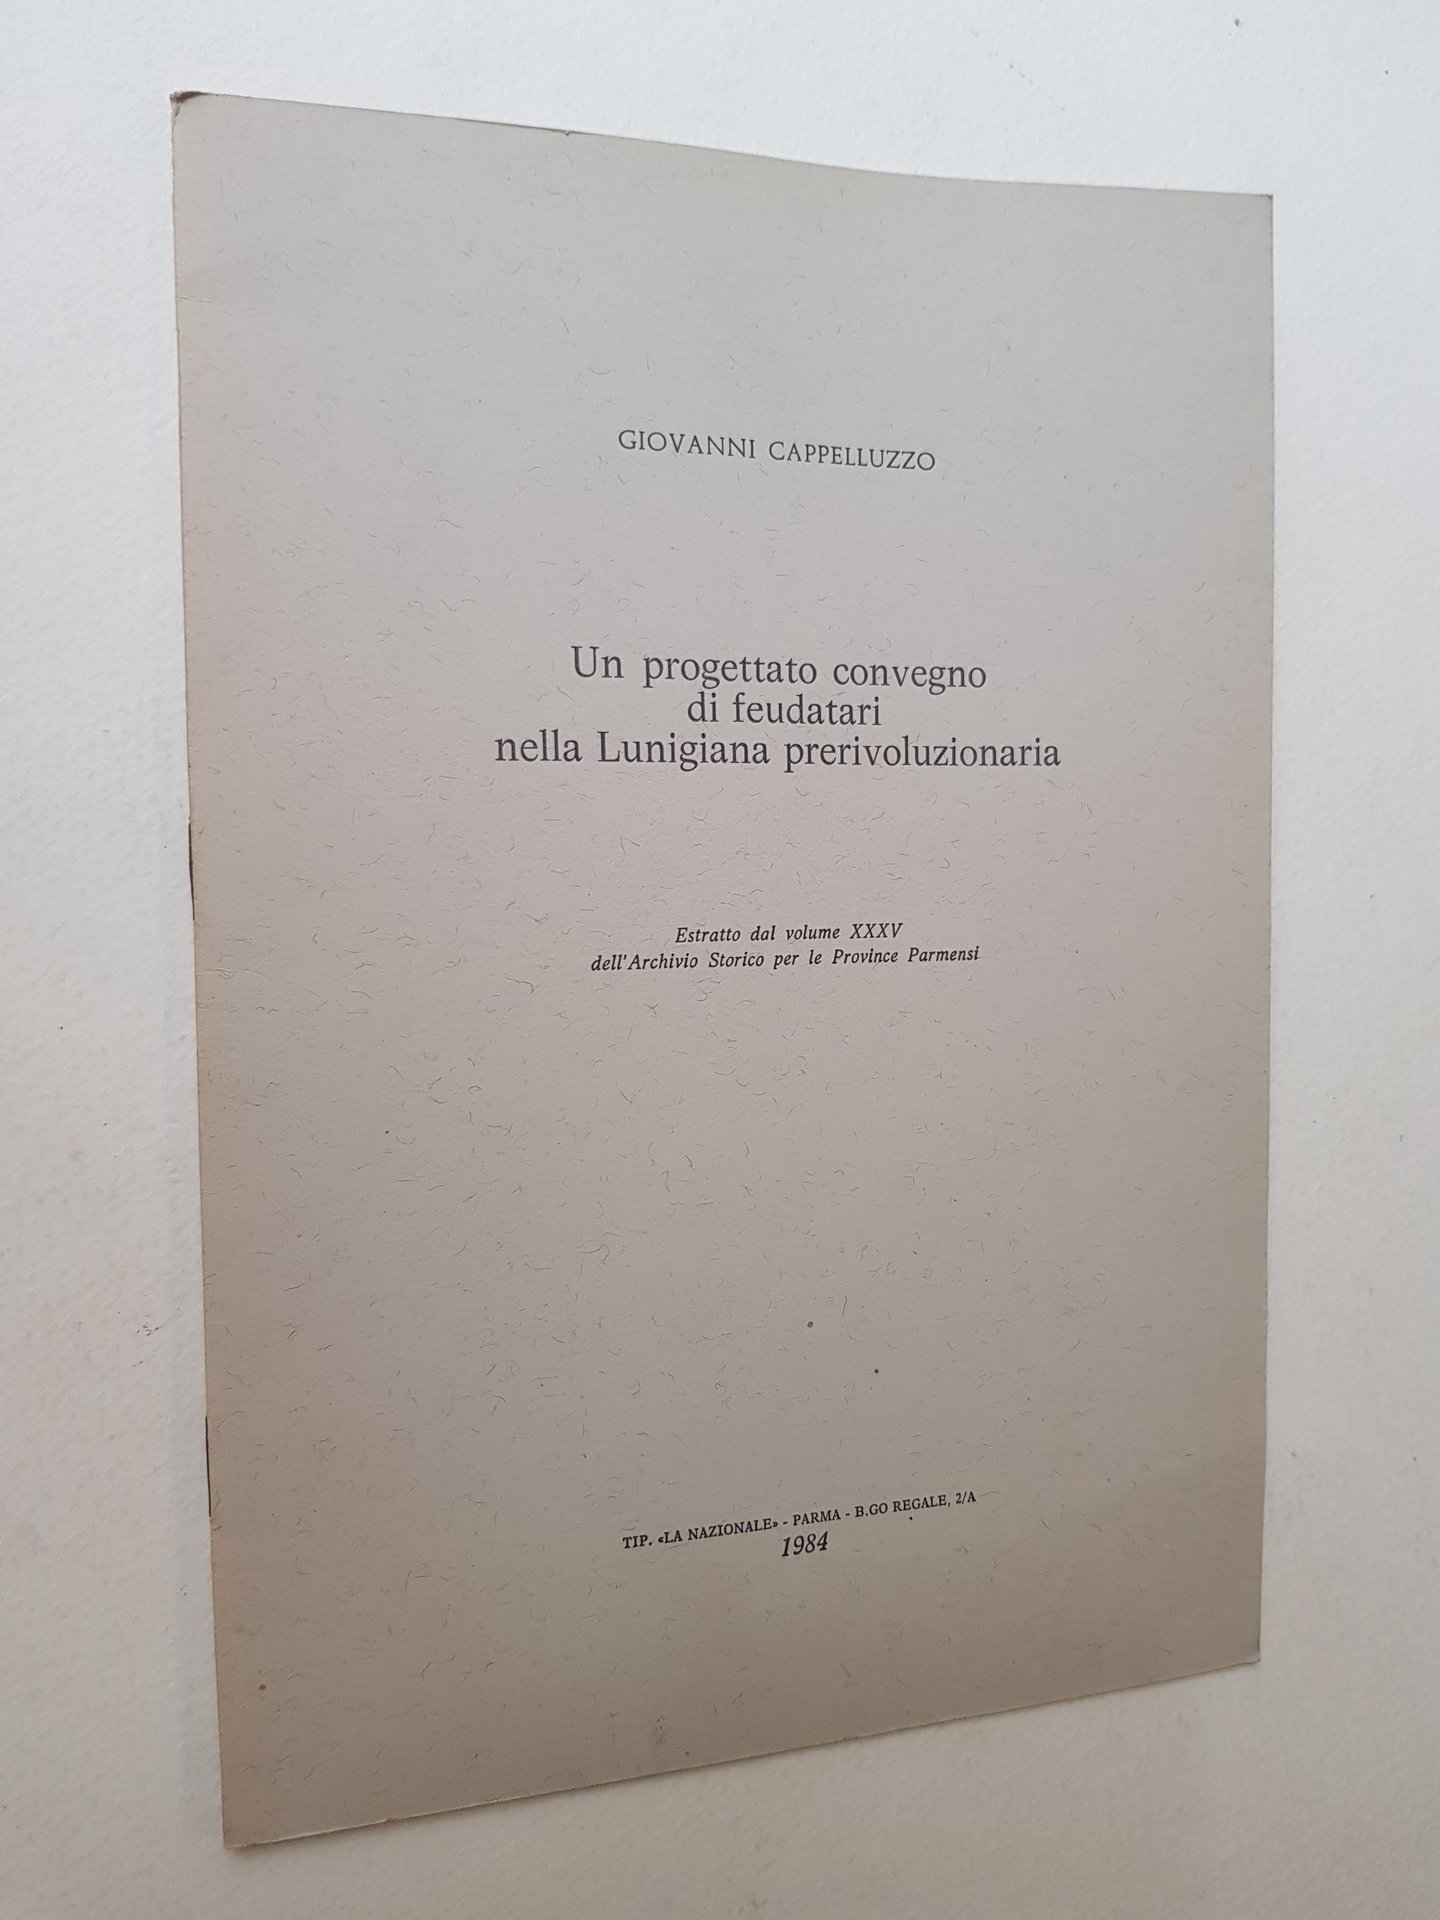 GIOVANNI CAPPELLUZZO
Un progettato convegno
di feudatari
nella Lunigiana prerivoluzionaria
Estratto dal volume XXXV
dell'Archivio Storico per le Province Parmensi
TIP. «LA NAZIONALE» - PARMA - B.GO REGALE, 2/A
1984